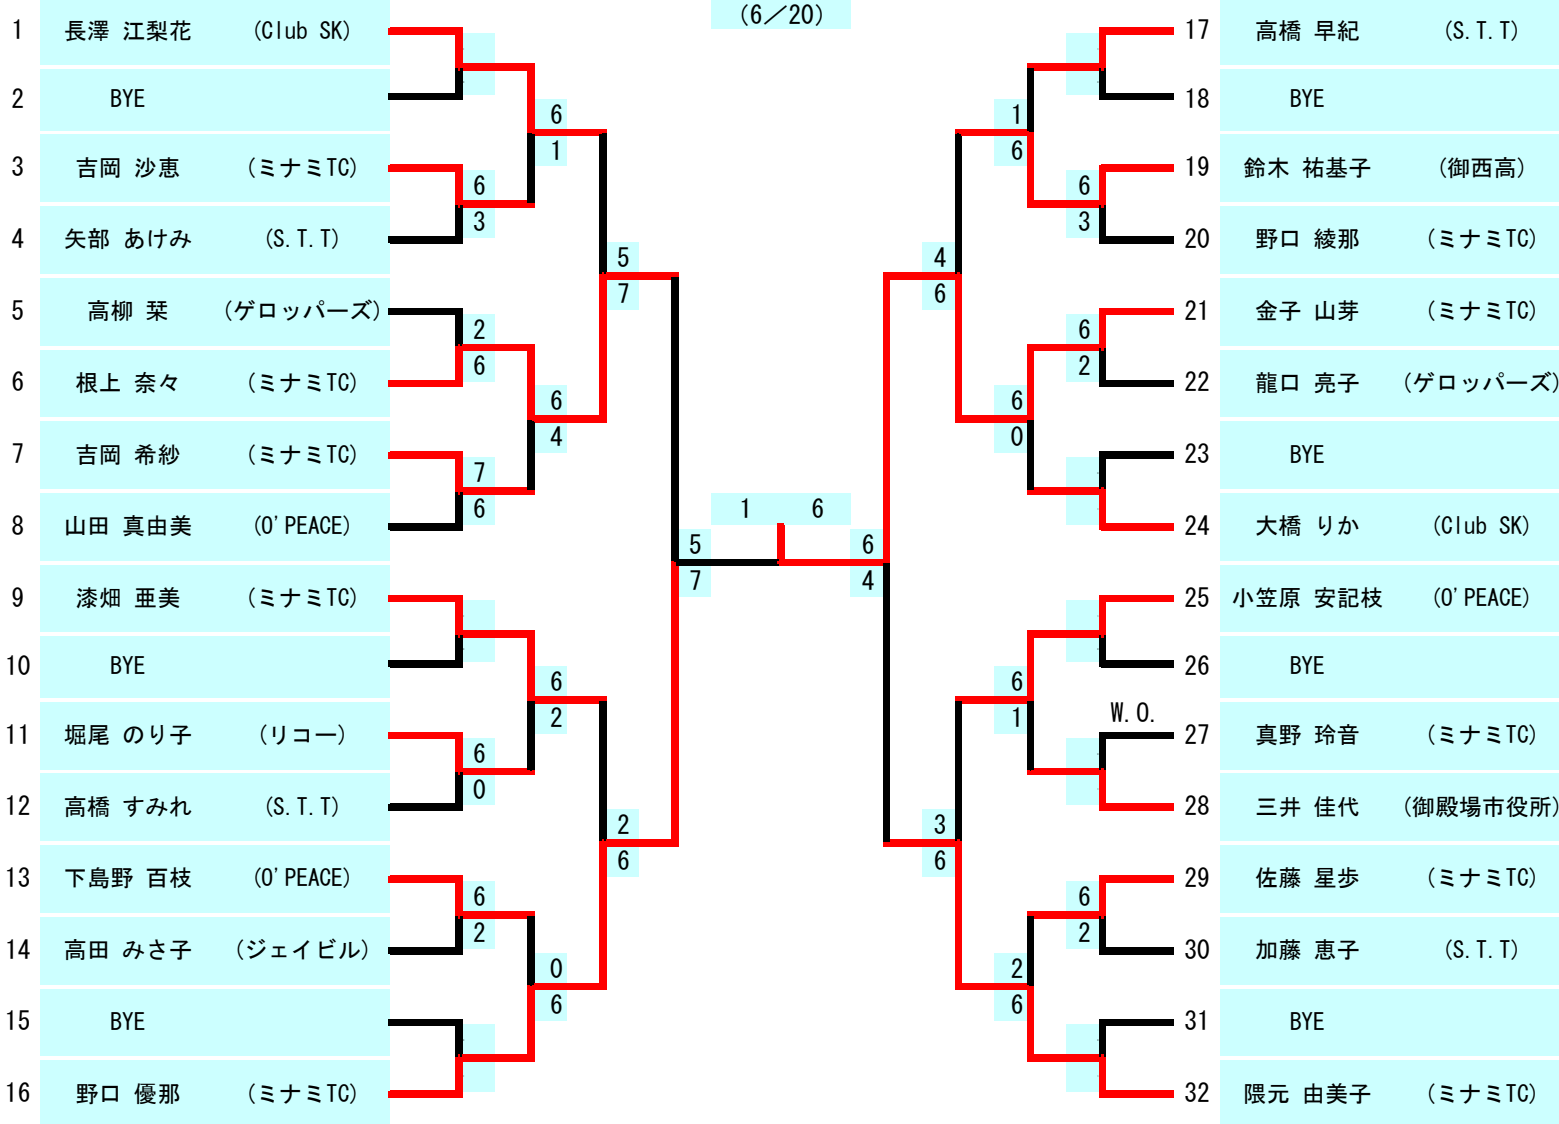 (6／20)
1 長澤 江梨花 (Club SK)
2 BYE
3 吉岡 沙恵 (ミナミTC)
4 矢部 あけみ (S.T.T)
5 高柳 栞 (ゲロッパーズ)
6 根上 奈々 (ミナミTC)
7 吉岡 希紗 (ミナミTC)
8 山田 真由美 (O'PEACE)
9 漆畑 亜美 (ミナミTC)
10 BYE
11 堀尾 のり子 (リコー)
12 高橋 すみれ (S.T.T)
13 下島野 百枝 (O'PEACE)
14 高田 みさ子 (ジェイビル)
15 BYE
16 野口 優那 (ミナミTC)
6
3
2
6
7
6
6
0
6
2
6
1
6
4
6
2
0
6
5
7
2
6
5
7
1 6
6
4
4
6
3
6
1
6
6
0
6
1
2
6
6
3
6
2
W.O.
6
2
17 高橋 早紀 (S.T.T)
18 BYE
19 鈴木 祐基子 (御西高)
20 野口 綾那 (ミナミTC)
21 金子 山芽 (ミナミTC)
22 龍口 亮子 (ゲロッパーズ)
23 BYE
24 大橋 りか (Club SK)
25 小笠原 安記枝 (O'PEACE)
26 BYE
27 真野 玲音 (ミナミTC)
28 三井 佳代 (御殿場市役所)
29 佐藤 星歩 (ミナミTC)
30 加藤 恵子 (S.T.T)
31 BYE
32 隈元 由美子 (ミナミTC)